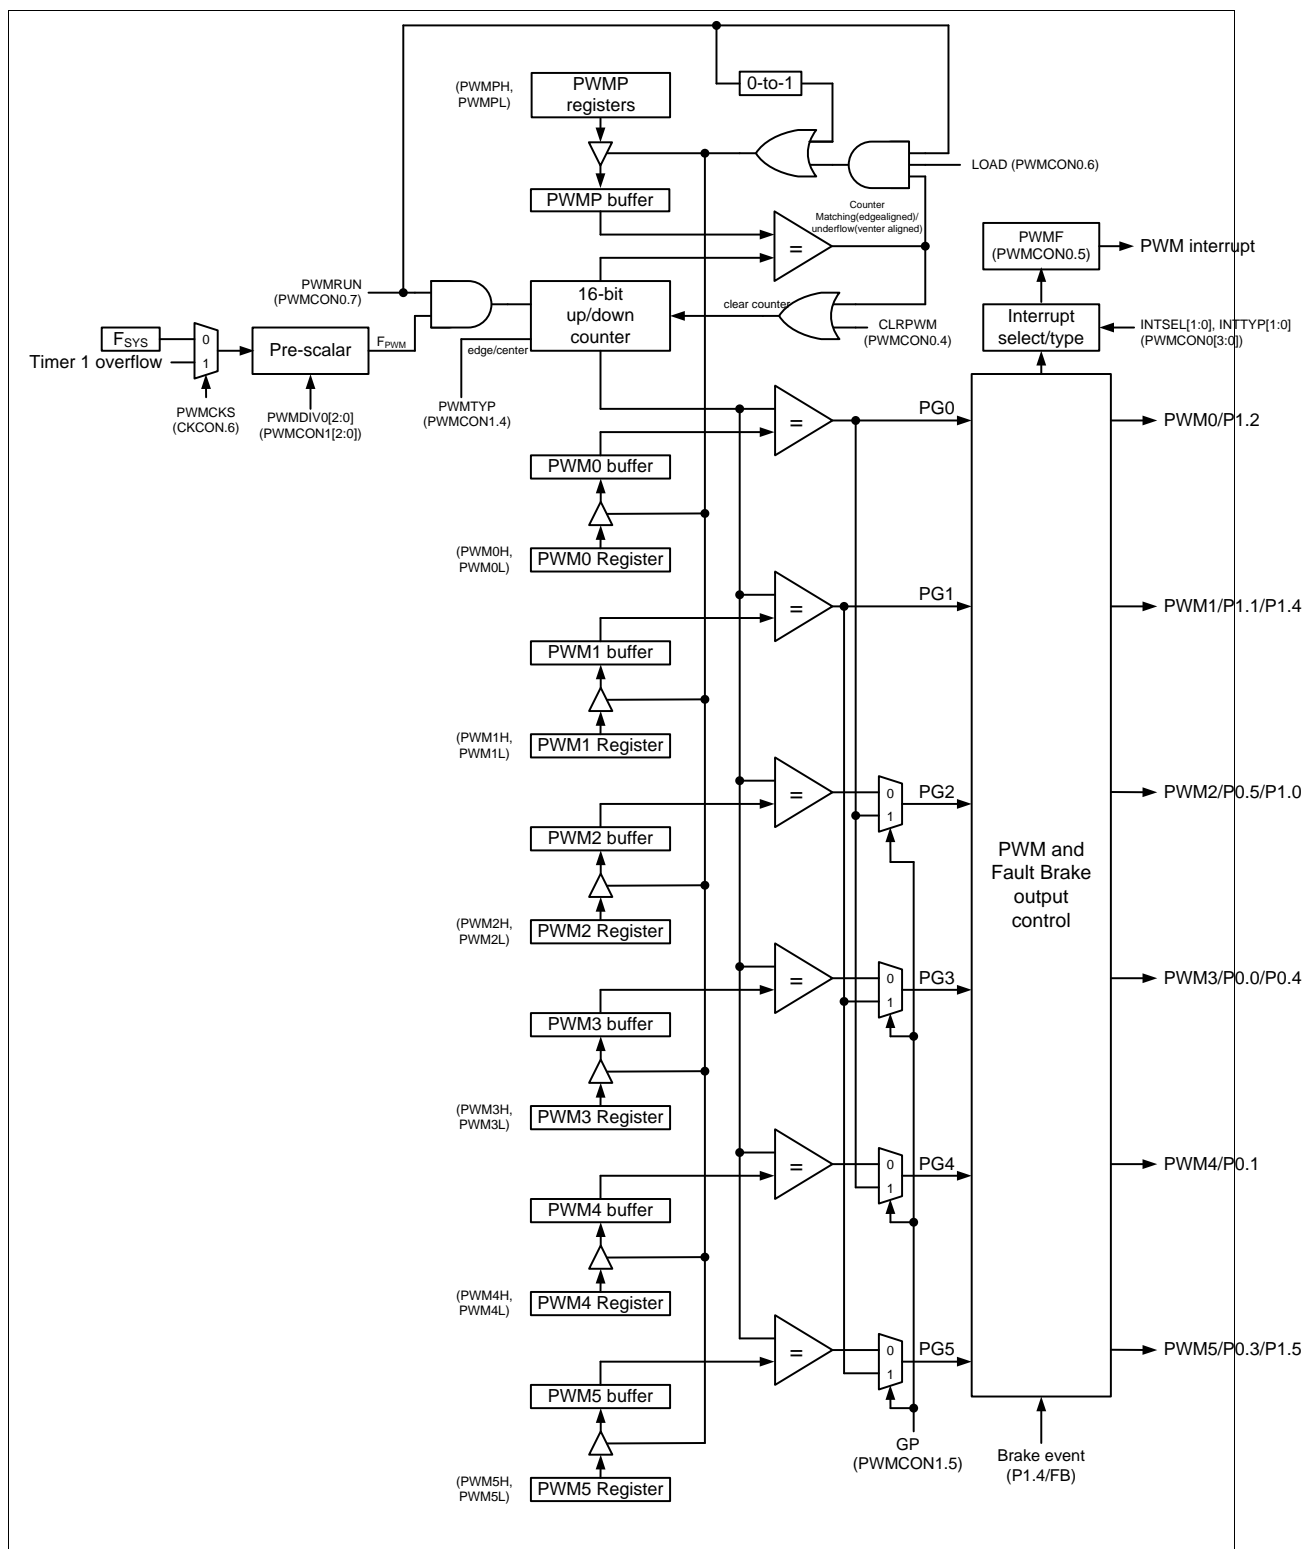 (PWMPH,
PWMPL)
PWMP
registers
0-to-1
LOAD (PWMCON0.6)
PWMP buffer
Counter
Matching(edgealigned)/
underflow(venter aligned)
=
PWMF
(PWMCON0.5)
PWM interrupt
PWMRUN
(PWMCON0.7)
16-bit
up/down
counter
clear counter
CLRPWM
(PWMCON0.4)
Interrupt
select/type
INTSEL[1:0], INTTYP[1:0]
(PWMCON0[3:0])
FSYS
Timer 1 overflow
0
1
Pre-scalar
FPWM
edge/center
PWMCKS
(CKCON.6)
PWMDIV0[2:0]
(PWMCON1[2:0])
PWMTYP
(PWMCON1.4)
=
PG0
PWM0/P1.2
PWM0 buffer
(PWM0H,
PWM0L)
PWM0 Register
=
PG1
PWM1/P1.1/P1.4
PWM1 buffer
(PWM1H,
PWM1L)
PWM1 Register
=
0
1
PG2
PWM2/P0.5/P1.0
PWM2 buffer
(PWM2H,
PWM2L)
PWM2 Register
PWM and
Fault Brake
output
control
=
0
1
PG3
PWM3/P0.0/P0.4
PWM3 buffer
(PWM3H,
PWM3L)
PWM3 Register
=
0
1
PG4
PWM4/P0.1
PWM4 buffer
(PWM4H,
PWM4L)
PWM4 Register
=
0
1
PG5
PWM5/P0.3/P1.5
PWM5 buffer
(PWM5H,
PWM5L)
PWM5 Register
GP
(PWMCON1.5)
Brake event
(P1.4/FB)